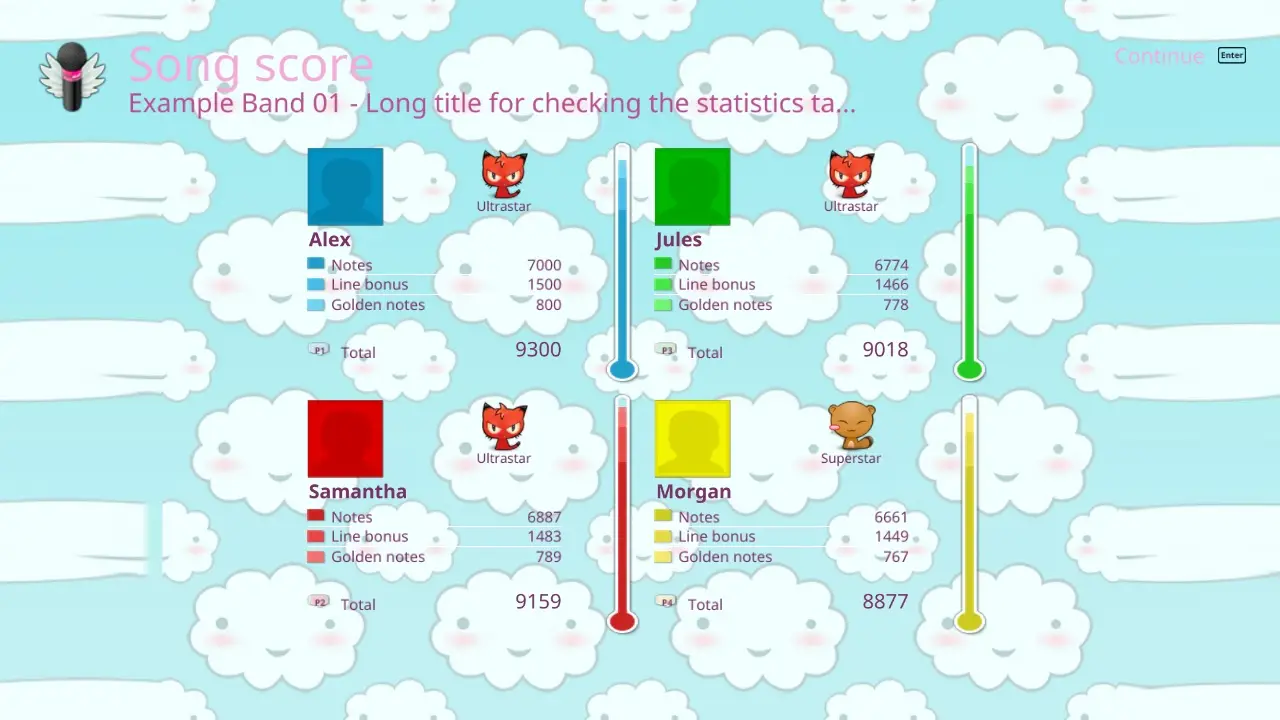 Song score
Continue Enter
Example Band 01 - Long title for checking the statistics ta...
Ultrastar
Alex
Notes 7000
Line bonus 1500
Golden notes 800
P1 Total 9300
Ultrastar
Jules
Notes 6774
Line bonus 1466
Golden notes 778
P3 Total 9018
Ultrastar
Samantha
Notes 6887
Line bonus 1483
Golden notes 789
P2 Total 9159
Superstar
Morgan
Notes 6661
Line bonus 1449
Golden notes 767
P4 Total 8877